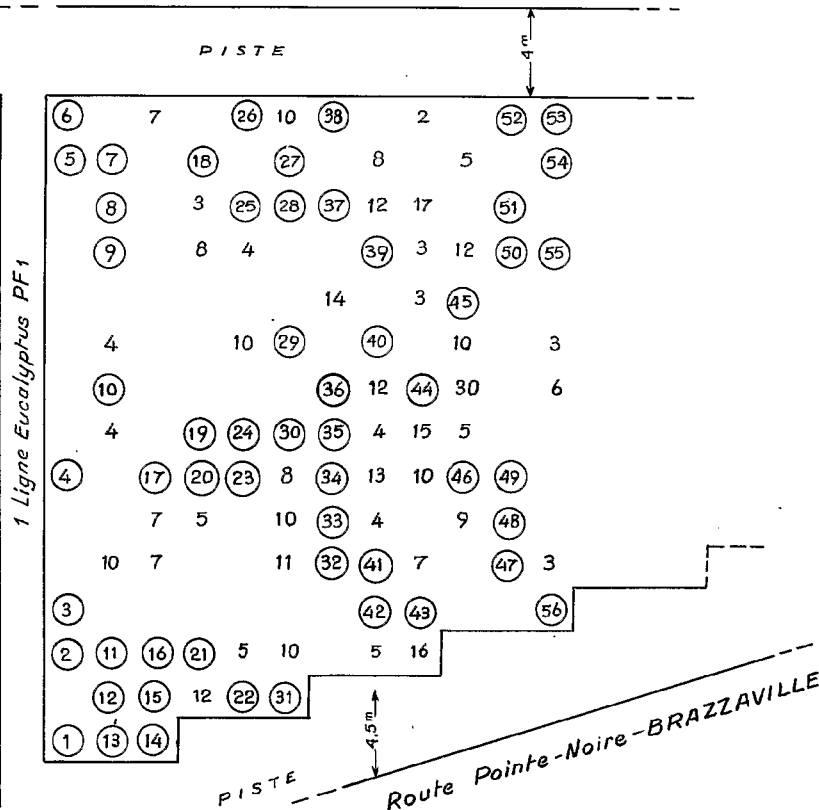 PISTE
4m
6 7 26 10 38 2 52 53
5 7 18 27 8 5 54
8 3 25 28 37 12 17 51
9 8 4 39 3 12 50 55
14 3 45
4 10 29 40 10 3
10 36 12 44 30 6
4 19 24 30 35 4 15 5
4 17 20 23 8 34 13 10 46 49
7 5 10 33 4 9 48
10 7 11 32 41 7 47 3
3 42 43 56
2 11 16 21 5 10 5 16
12 15 12 22 31
1 13 14
1 Ligne Eucalyptus PF1
4,5m
PISTE
Route Pointe-Noire-BRAZZAVILLE